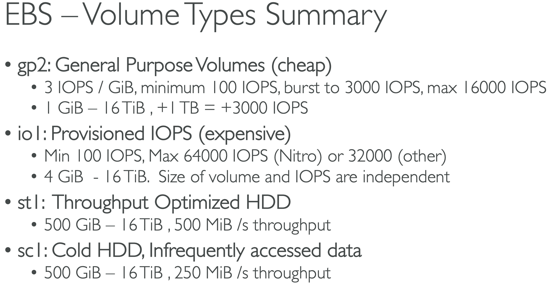 EBS – Volume Types Summary
• gp2: General Purpose Volumes (cheap)
• 3 IOPS / GiB, minimum 100 IOPS, burst to 3000 IOPS, max 16000 IOPS
• 1 GiB – 16 TiB , +1 TB = +3000 IOPS
• io1: Provisioned IOPS (expensive)
• Min 100 IOPS, Max 64000 IOPS (Nitro) or 32000 (other)
• 4 GiB - 16 TiB. Size of volume and IOPS are independent
• st1: Throughput Optimized HDD
• 500 GiB – 16 TiB , 500 MiB /s throughput
• sc1: Cold HDD, Infrequently accessed data
• 500 GiB – 16 TiB , 250 MiB /s throughput